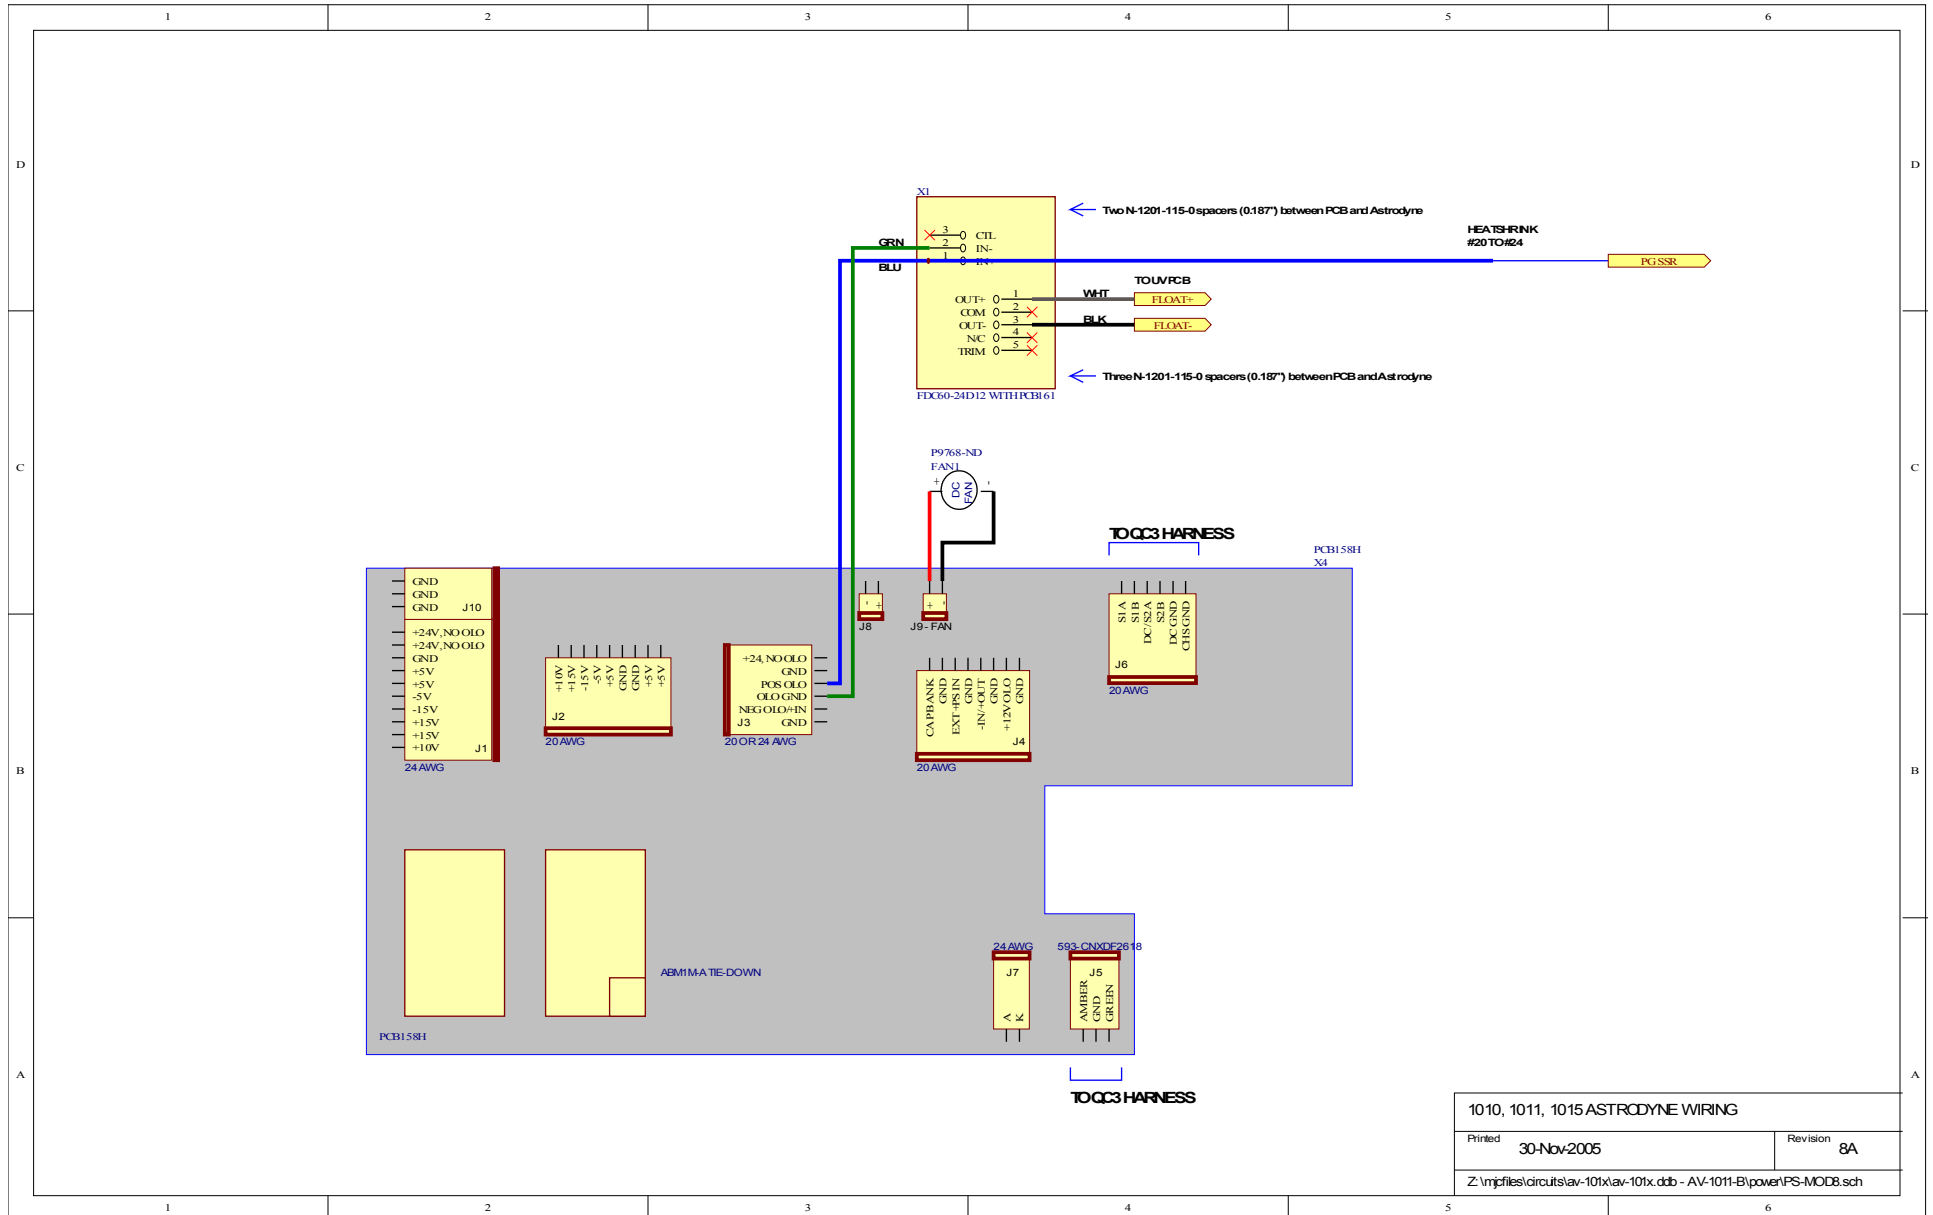 1 2 3 4 5 6
D D
X1
Two N-1201-115-0 spacers (0.187") between PCB and Astrodyne
3 CTL
GRN 2 IN-
BLU 1 IN+
HEATSHRINK
#20 TO #24
PG SSR
TO UV PCB
OUT+ 1 WHT FLOAT+
COM 2
OUT- 3 BLK FLOAT-
N/C 4
TRIM 5
Three N-1201-115-0 spacers (0.187") between PCB and Astrodyne
FDC60-24D12 WITH PCB161
C C
P9768-ND
FAN1
+ -
DC
FAN
TO QC3 HARNESS
PCB158H
X4
GND
GND
GND
J10
+24V, NO OLO
+24V, NO OLO
GND
+5V
+5V
-5V
-15V
+15V
+15V
+10V
J1
24 AWG
+10V
+15V
-15V
-5V
+5V
GND
GND
+5V
+5V
J2
20 AWG
+24, NO OLO
GND
POS OLO
OLO GND
NEG OLO/+IN
GND
J3
20 OR 24 AWG
- +
J8
+ -
J9 - FAN
CAP BANK
GND
EXT +PS IN
GND
-IN/+OUT
GND
+12V OLO
GND
J4
20 AWG
S1A
S1B
DC/S2A
S2B
DC GND
CHS GND
J6
20 AWG
B B
ABM1M-A TIE-DOWN
PCB158H
24 AWG
J7
A
K
593-CNXDF2618
J5
AMBER
GND
GREEN
TO QC3 HARNESS
A A
1010, 1011, 1015 ASTRODYNE WIRING
Printed 30-Nov-2005 Revision 8A
Z:\mjcfiles\circuits\av-101x\av-101x.ddb - AV-1011-B\power\PS-MOD8.sch
1 2 3 4 5 6